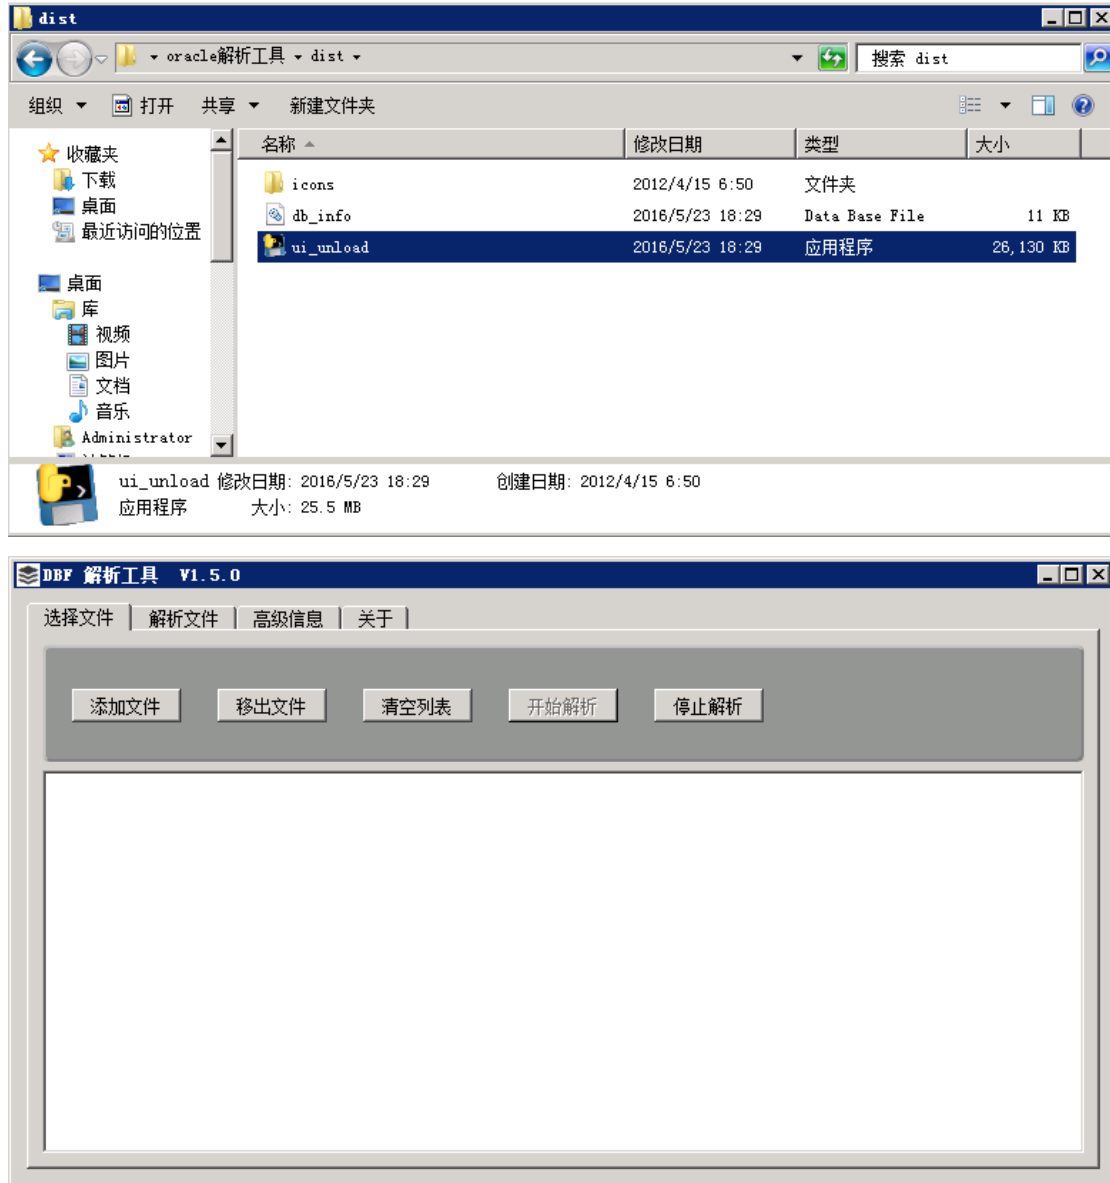 dist
oracle解析工具 dist
搜索 dist
组织 打开 共享 新建文件夹
名称 修改日期 类型 大小
收藏夹
下载
桌面
最近访问的位置
桌面
库
视频
图片
文档
音乐
Administrator
icons 2012/4/15 6:50 文件夹
db_info 2016/5/23 18:29 Data Base File 11 KB
ui_unload 2016/5/23 18:29 应用程序 26,130 KB
ui_unload 修改日期: 2016/5/23 18:29 创建日期: 2012/4/15 6:50
应用程序 大小: 25.5 MB
DBF 解析工具 V1.5.0
选择文件 解析文件 高级信息 关于
添加文件 移出文件 清空列表 开始解析 停止解析